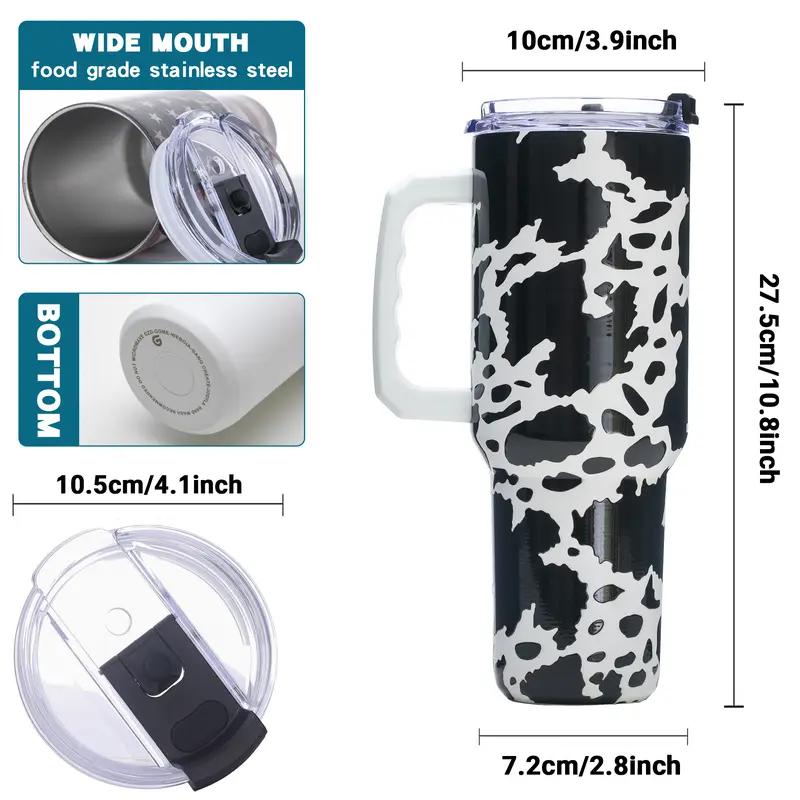 WIDE MOUTH
food grade stainless steel
10cm/3.9inch
27.5cm/10.8inch
BOTTOM
10.5cm/4.1inch
7.2cm/2.8inch